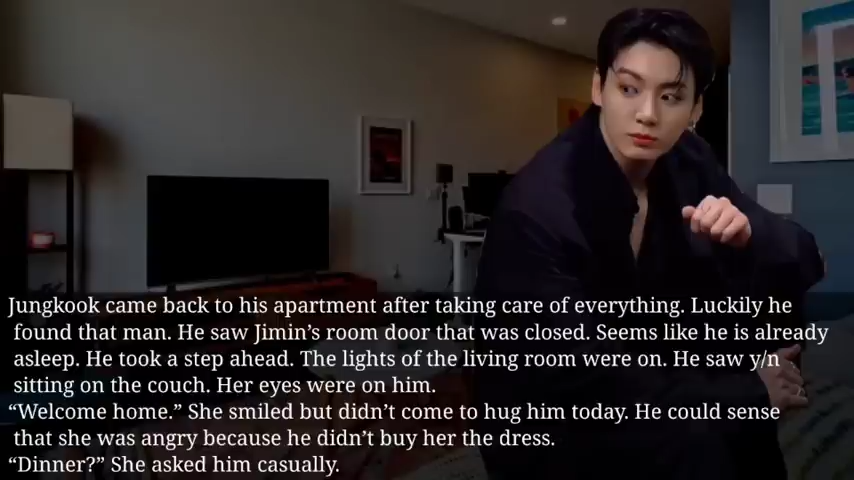 Jungkook came back to his apartment after taking care of everything. Luckily he
found that man. He saw Jimin’s room door that was closed. Seems like he is already
asleep. He took a step ahead. The lights of the living room were on. He saw y/n
sitting on the couch. Her eyes were on him.
“Welcome home.” She smiled but didn’t come to hug him today. He could sense
that she was angry because he didn’t buy her the dress.
“Dinner?” She asked him casually.